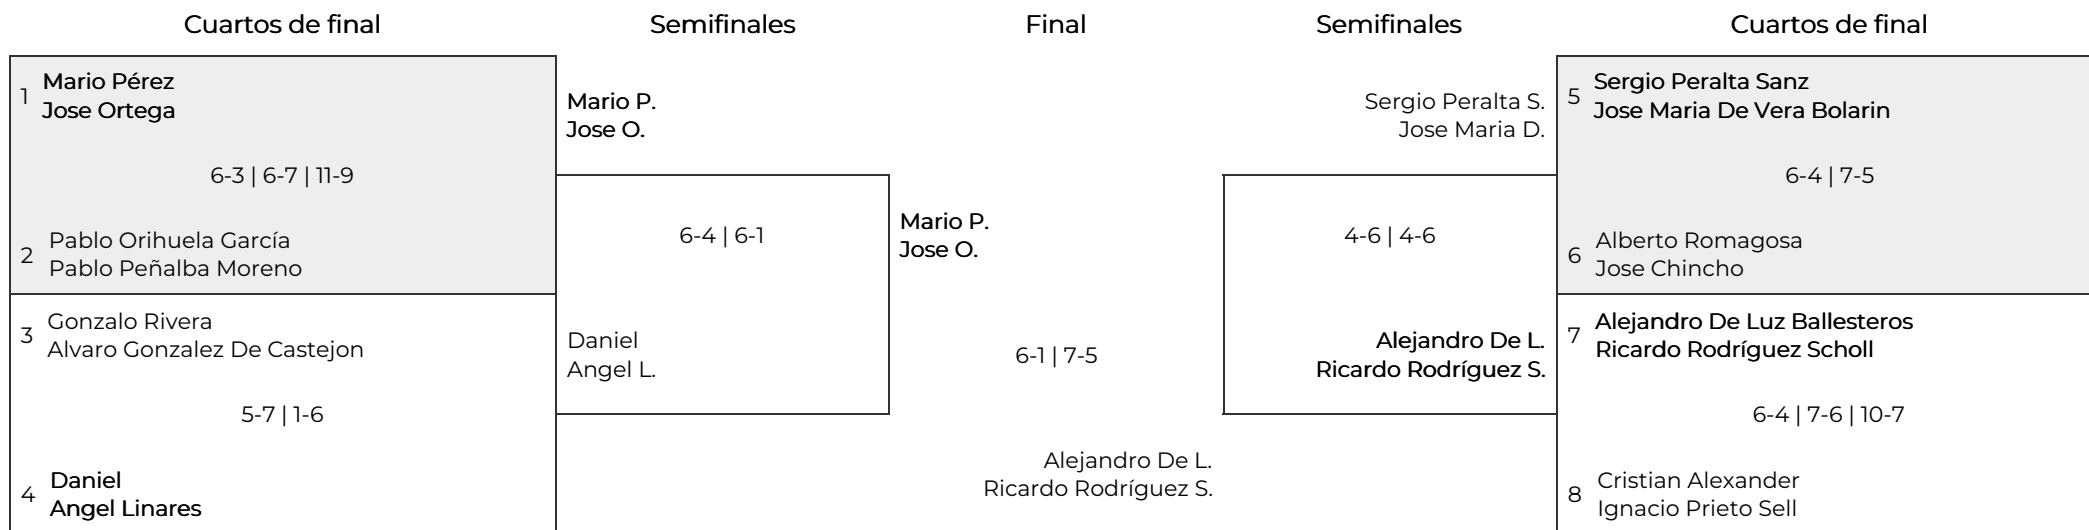 Cuartos de final
Semifinales
Final
Semifinales
Cuartos de final
1
Mario Pérez
Jose Ortega
6-3 | 6-7 | 11-9
2
Pablo Orihuela García
Pablo Peñalba Moreno
3
Gonzalo Rivera
Alvaro Gonzalez De Castejon
5-7 | 1-6
4
Daniel
Angel Linares
Mario P.
Jose O.
6-4 | 6-1
Daniel
Angel L.
Mario P.
Jose O.
6-1 | 7-5
Alejandro De L.
Ricardo Rodríguez S.
Sergio Peralta S.
Jose Maria D.
4-6 | 4-6
Alejandro De L.
Ricardo Rodríguez S.
5
Sergio Peralta Sanz
Jose Maria De Vera Bolarin
6-4 | 7-5
6
Alberto Romagosa
Jose Chincho
7
Alejandro De Luz Ballesteros
Ricardo Rodríguez Scholl
6-4 | 7-6 | 10-7
8
Cristian Alexander
Ignacio Prieto Sell